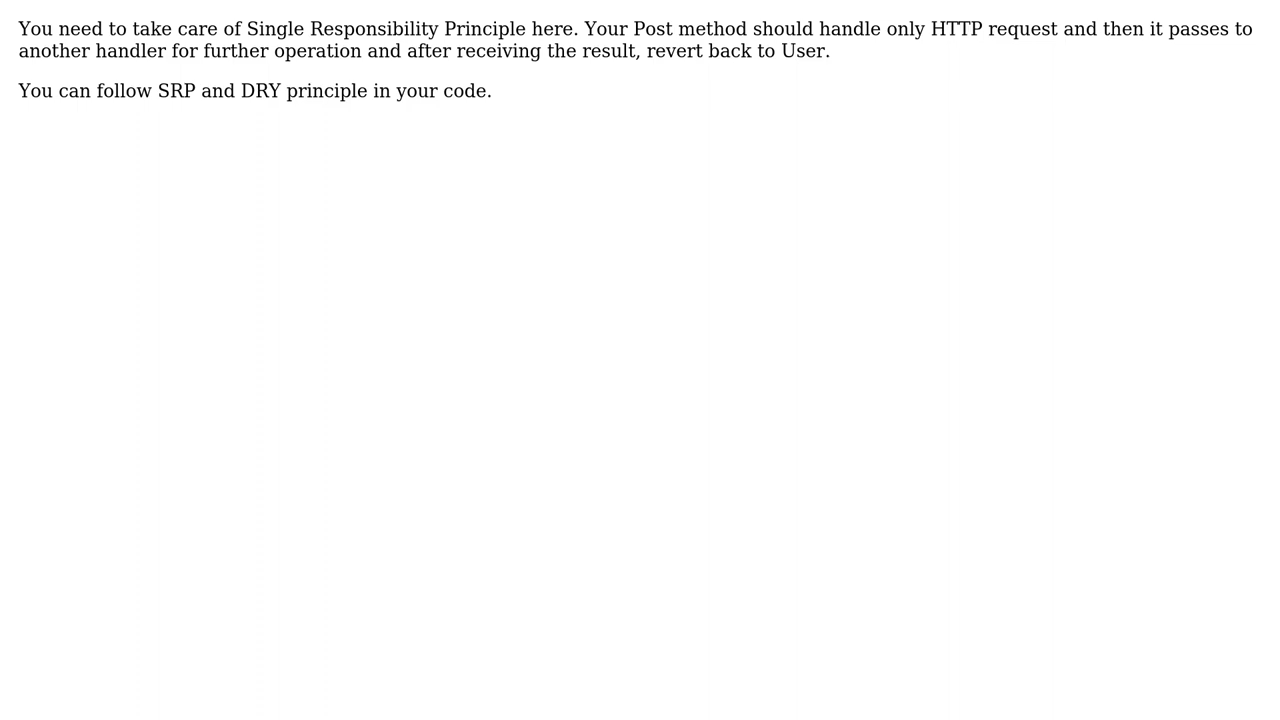 You need to take care of Single Responsibility Principle here. Your Post method should handle only HTTP request and then it passes to
another handler for further operation and after receiving the result, revert back to User.
You can follow SRP and DRY principle in your code.